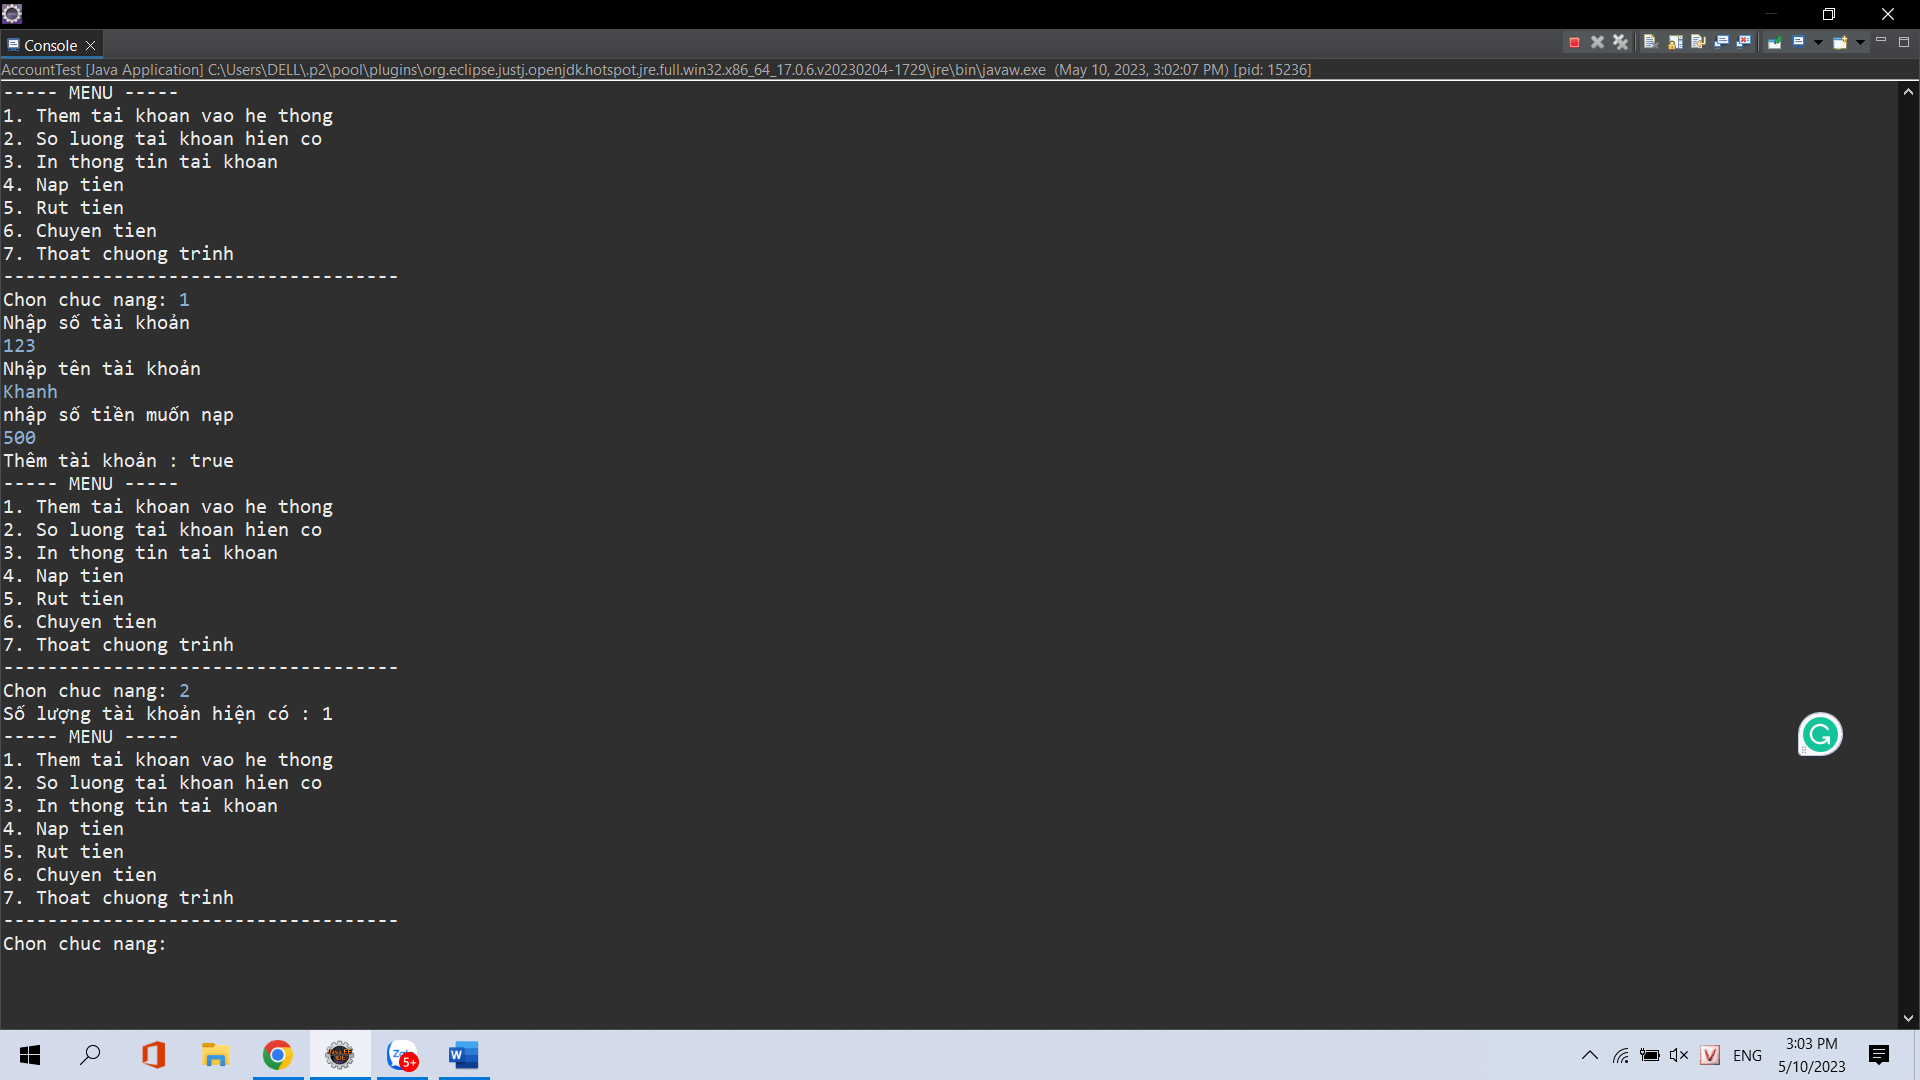 Console
AccountTest [Java Application] C:\Users\DELL\.p2\pool\plugins\org.eclipse.justj.openjdk.hotspot.jre.full.win32.x86_64_17.0.6.v20230204-1729\jre\bin\javaw.exe (May 10, 2023, 3:02:07 PM) [pid: 15236]
----- MENU -----
1. Them tai khoan vao he thong
2. So luong tai khoan hien co
3. In thong tin tai khoan
4. Nap tien
5. Rut tien
6. Chuyen tien
7. Thoat chuong trinh
------------------------------------
Chon chuc nang: 1
Nhập số tài khoản
123
Nhập tên tài khoản
Khanh
nhập số tiền muốn nạp
500
Thêm tài khoản : true
----- MENU -----
1. Them tai khoan vao he thong
2. So luong tai khoan hien co
3. In thong tin tai khoan
4. Nap tien
5. Rut tien
6. Chuyen tien
7. Thoat chuong trinh
------------------------------------
Chon chuc nang: 2
Số lượng tài khoản hiện có : 1
----- MENU -----
1. Them tai khoan vao he thong
2. So luong tai khoan hien co
3. In thong tin tai khoan
4. Nap tien
5. Rut tien
6. Chuyen tien
7. Thoat chuong trinh
------------------------------------
Chon chuc nang:
5+
W
V
ENG
3:03 PM
5/10/2023